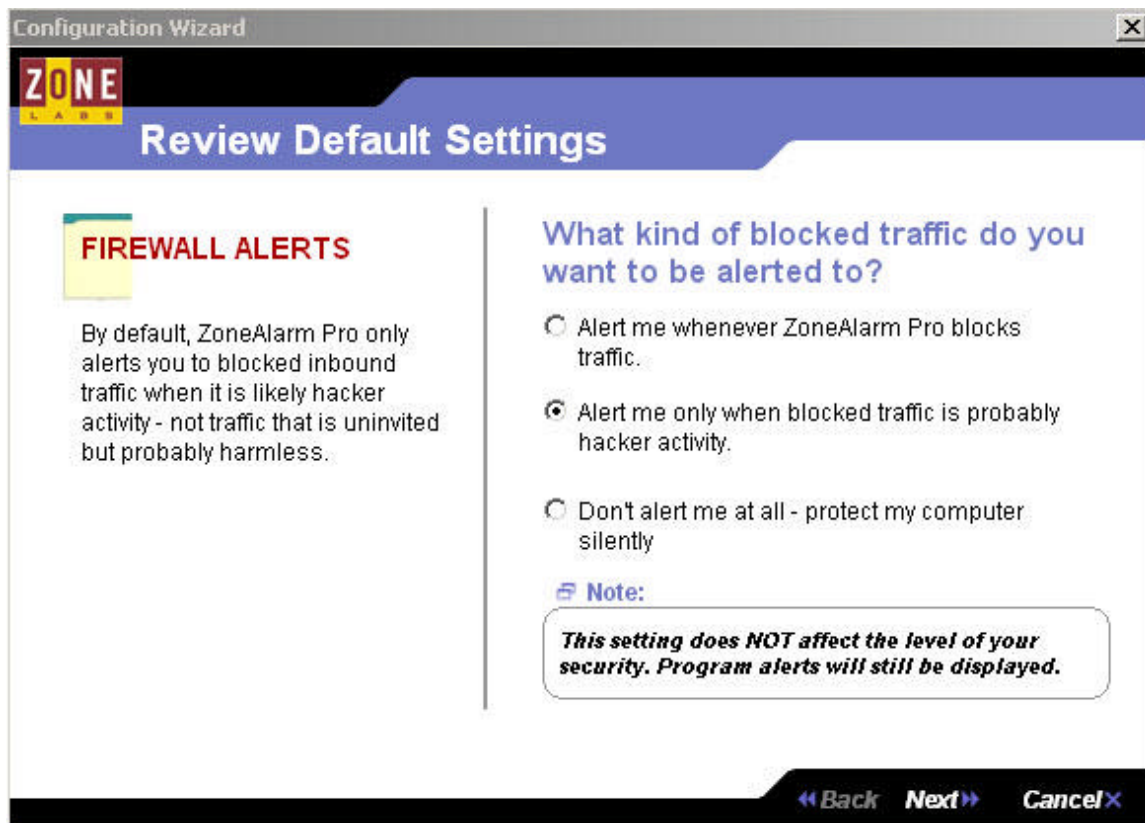 Configuration Wizard
ZONE
LABS
Review Default Settings
FIREWALL ALERTS
By default, ZoneAlarm Pro only
alerts you to blocked inbound
traffic when it is likely hacker
activity - not traffic that is uninvited
but probably harmless.
What kind of blocked traffic do you
want to be alerted to?
Alert me whenever ZoneAlarm Pro blocks
traffic.
Alert me only when blocked traffic is probably
hacker activity.
Don't alert me at all - protect my computer
silently
Note:
This setting does NOT affect the level of your
security. Program alerts will still be displayed.
Back Next Cancel